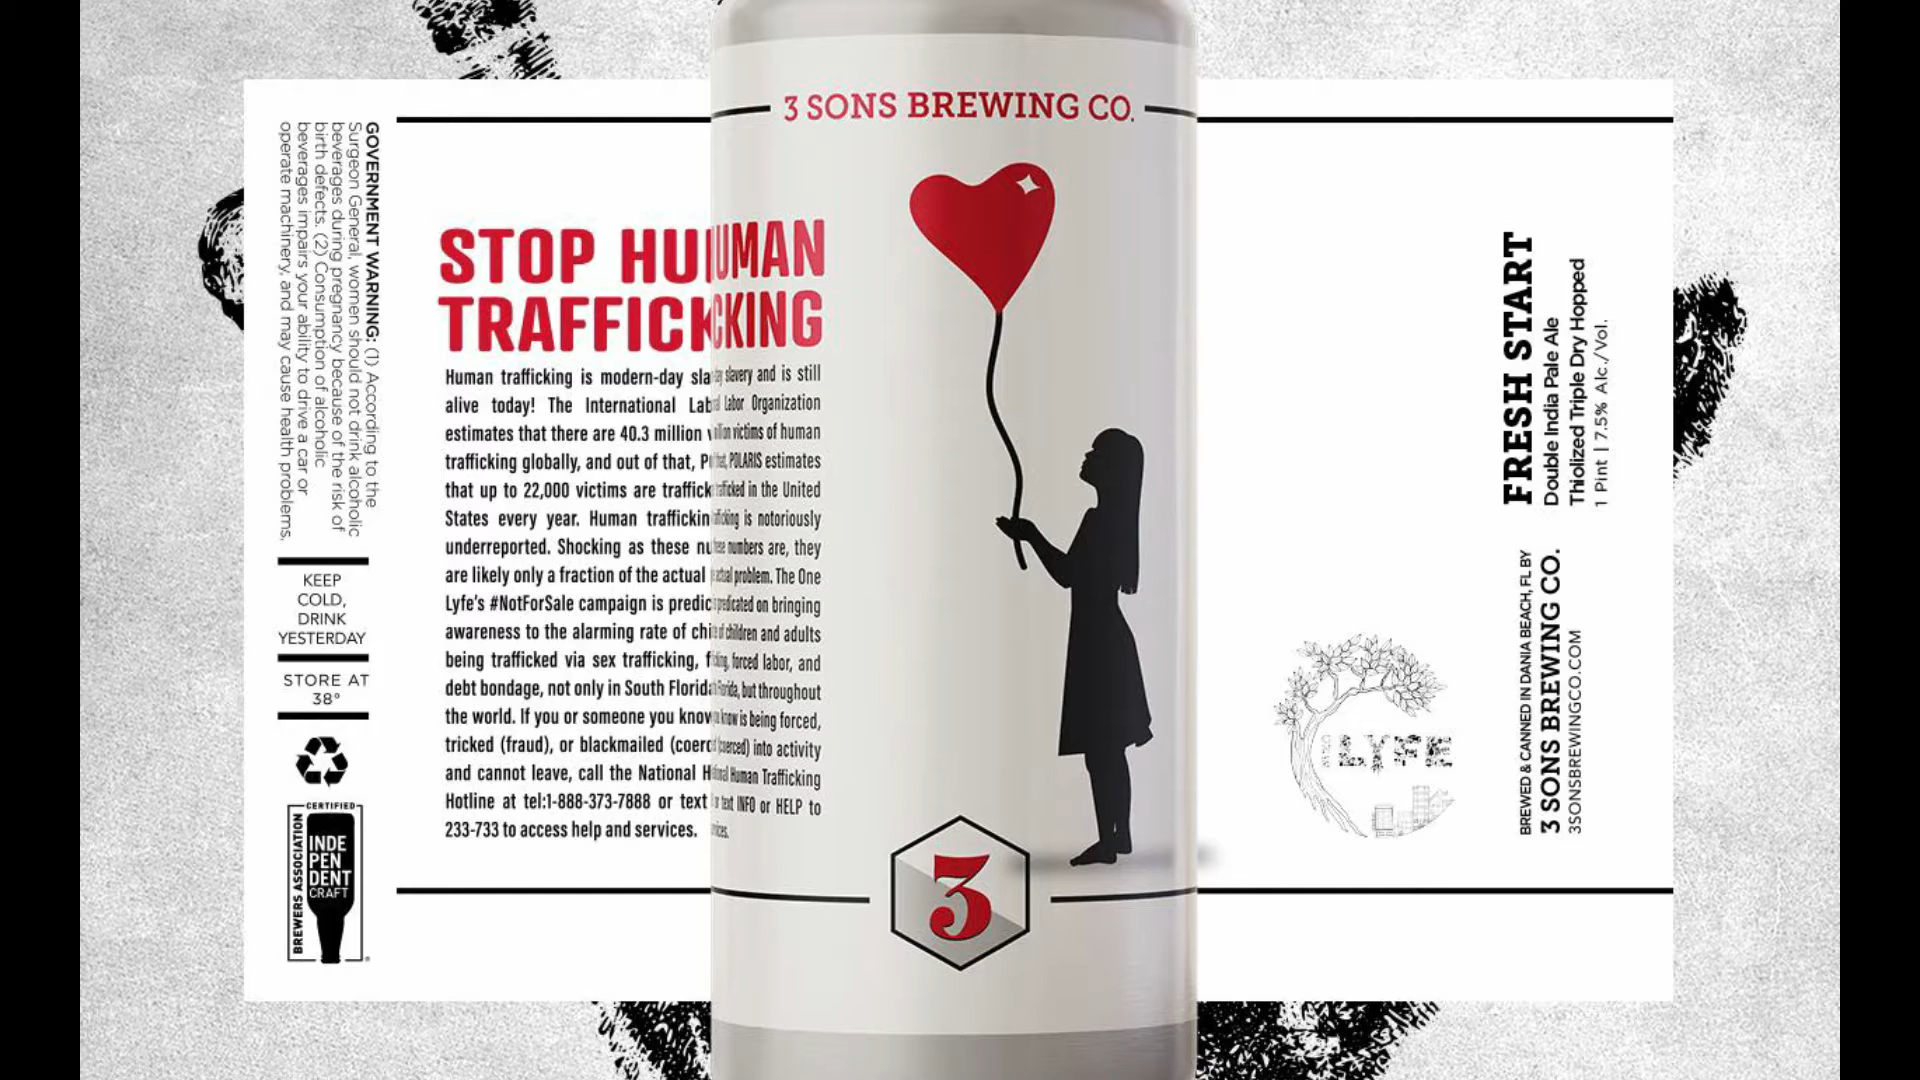 GOVERNMENT WARNING: (1) According to the
Surgeon General, women should not drink alcoholic
beverages during pregnancy because of the risk of
birth defects. (2) Consumption of alcoholic
beverages impairs your ability to drive a car or
operate machinery, and may cause health problems.
KEEP
COLD,
DRINK
YESTERDAY
STORE AT
38°
CERTIFIED
BREWERS ASSOCIATION
INDE
PEN
DENT
CRAFT
®
3 SONS BREWING CO.
STOP HUMAN
TRAFFICKING
Human trafficking is modern-day slavery and is still
alive today! The International Labor Organization
estimates that there are 40.3 million victims of human
trafficking globally, and out of that, POLARIS estimates
that up to 22,000 victims are trafficked in the United
States every year. Human trafficking is notoriously
underreported. Shocking as these numbers are, they
are likely only a fraction of the actual problem. The One
Lyfe's #NotForSale campaign is predicated on bringing
awareness to the alarming rate of children and adults
being trafficked via sex trafficking, forced labor, and
debt bondage, not only in South Florida, but throughout
the world. If you or someone you know is being forced,
tricked (fraud), or blackmailed (coerced) into activity
and cannot leave, call the National Human Trafficking
Hotline at tel:1-888-373-7888 or text INFO or HELP to
233-733 to access help and services.
3
LYFE
FRESH START
Double India Pale Ale
Thiolized Triple Dry Hopped
1 Pint | 7.5% Alc./Vol.
BREWED & CANNED IN DANIA BEACH, FL BY
3 SONS BREWING CO.
3SONSBREWINGCO.COM